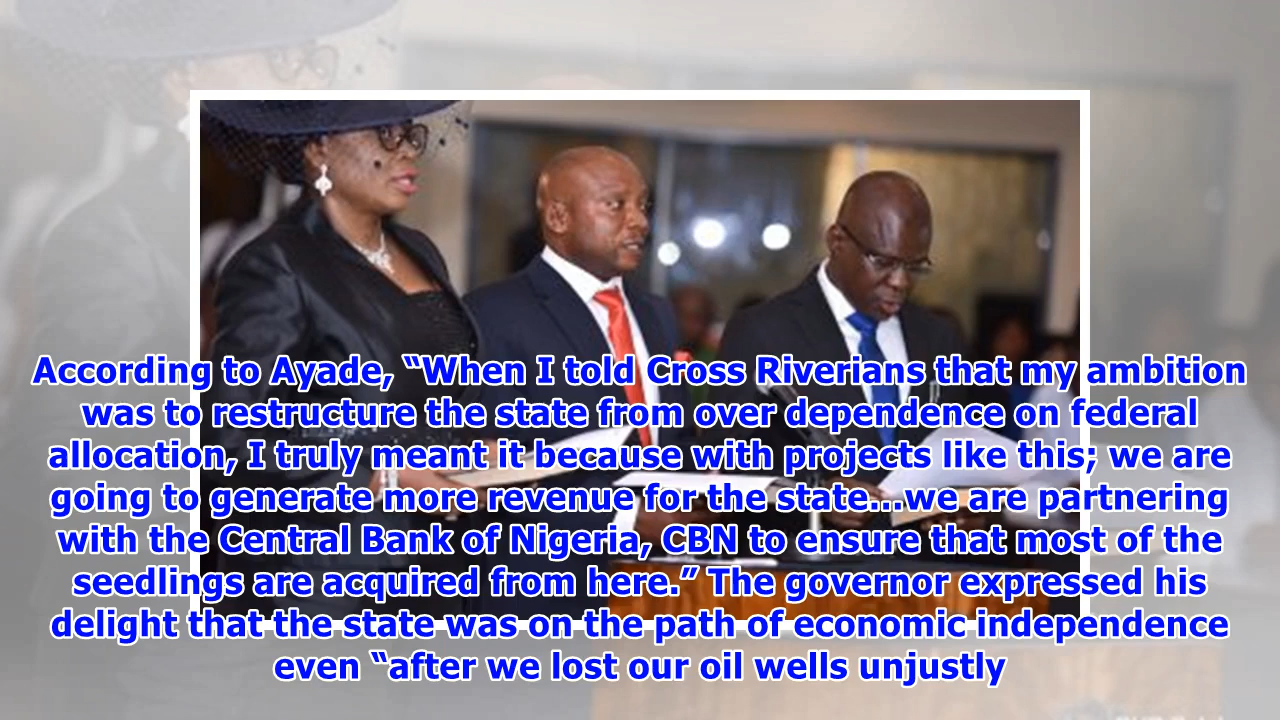 According to Ayade, “When I told Cross Riverians that my ambition
was to restructure the state from over dependence on federal
allocation, I truly meant it because with projects like this; we are
going to generate more revenue for the state...we are partnering
with the Central Bank of Nigeria, CBN to ensure that most of the
seedlings are acquired from here.” The governor expressed his
delight that the state was on the path of economic independence
even “after we lost our oil wells unjustly